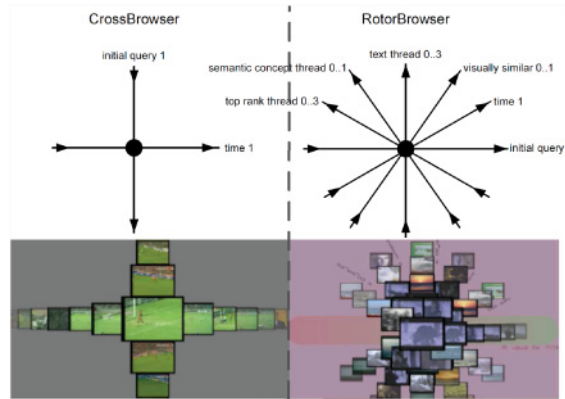 CrossBrowser
RotorBrowser
initial query 1
time 1
text thread 0..3
semantic concept thread 0..1
visually similar 0..1
top rank thread 0..3
time 1
initial query